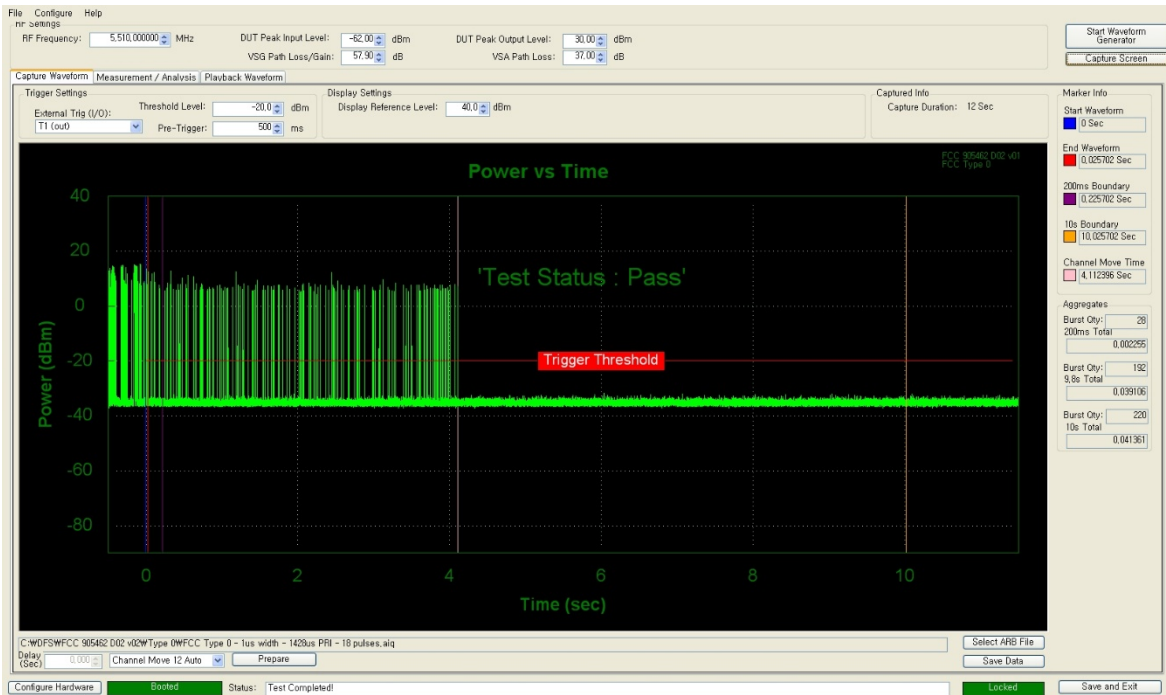 File Configure Help
RF Settings
RF Frequency: 5,510,000000 MHz DUT Peak Input Level: -62,00 dBm DUT Peak Output Level: 30,00 dBm
VSG Path Loss/Gain: 57,90 dB VSA Path Loss: 37,00 dB
Start Waveform Generator
Capture Screen
Capture Waveform Measurement / Analysis Playback Waveform
Trigger Settings
External Trig (I/O): Threshold Level: -20,0 dBm
T1 (out) Pre-Trigger: 500 ms
Display Settings
Display Reference Level: 40,0 dBm
Captured Info
Capture Duration: 12 Sec
Marker Info
Start Waveform
0 Sec
End Waveform
0,025702 Sec
200ms Boundary
0,225702 Sec
10s Boundary
10,025702 Sec
Channel Move Time
4,112396 Sec
Aggregates
Burst Qty: 28
200ms Total
0,002255
Burst Qty: 192
9,8s Total
0,039106
Burst Qty: 220
10s Total
0,041361
FCC 905462 D02 v01
FCC Type 0
Power vs Time
'Test Status : Pass'
Trigger Threshold
Power (dBm)
40
20
0
-20
-40
-60
-80
0 2 4 6 8 10
Time (sec)
C:₩DFS₩FCC 905462 D02 v02₩Type 0₩FCC Type 0 - 1us width - 1428us PRI - 18 pulses.aiq
Select ARB File
Delay (Sec) 0,000 Channel Move 12 Auto Prepare
Save Data
Configure Hardware Booted Status: Test Completed! Locked Save and Exit